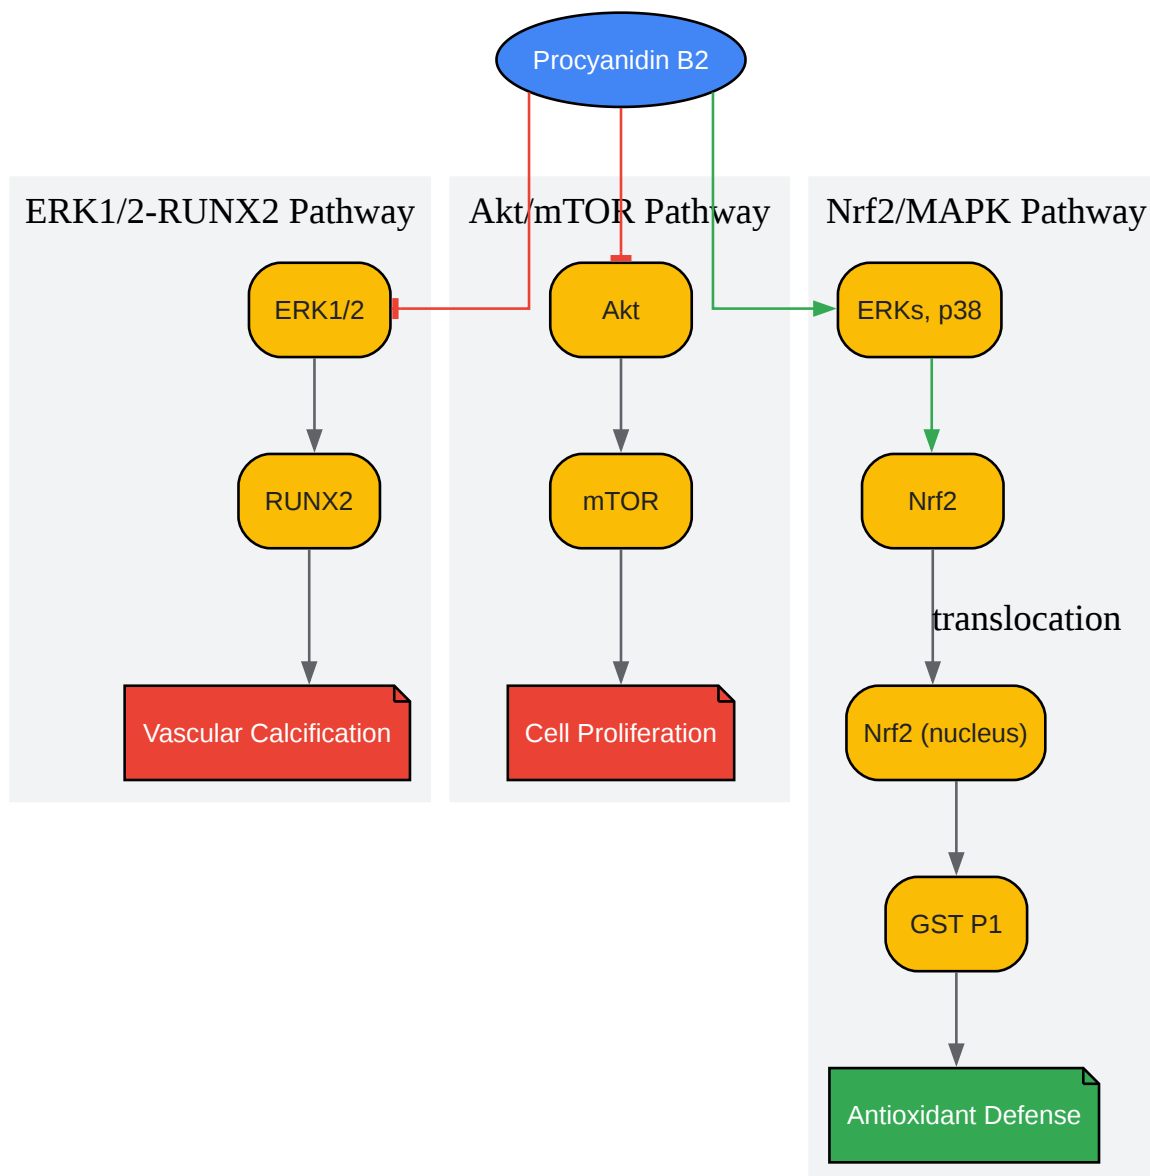 Procyanidin B2
ERK1/2-RUNX2 Pathway
ERK1/2
RUNX2
Vascular Calcification
Akt/mTOR Pathway
Akt
mTOR
Cell Proliferation
Nrf2/MAPK Pathway
ERKs, p38
Nrf2
translocation
Nrf2 (nucleus)
GST P1
Antioxidant Defense